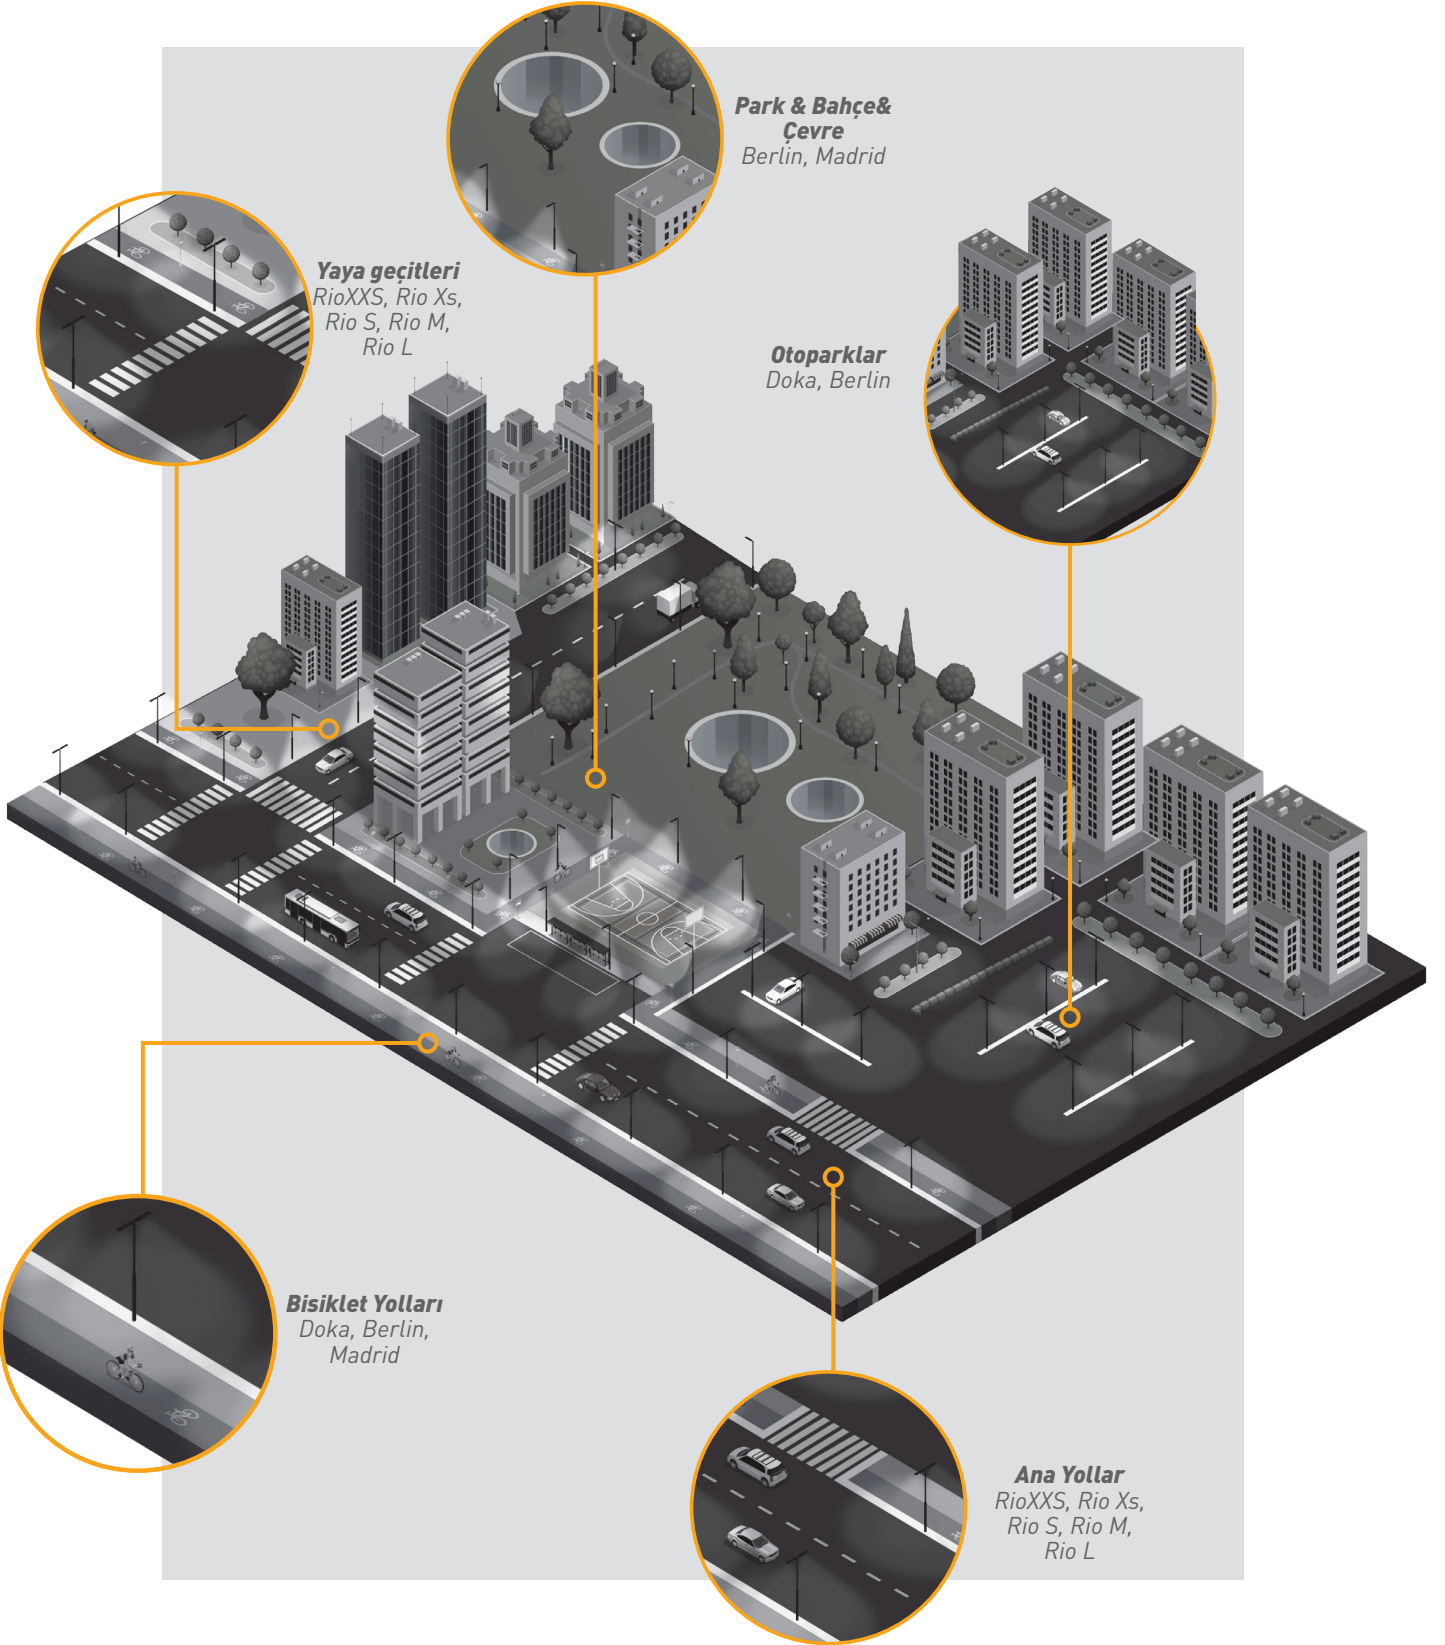 Park & Bahçe&
Çevre
Berlin, Madrid
Yaya geçitleri
RioXXS, Rio Xs,
Rio S, Rio M,
Rio L
Otoparklar
Doka, Berlin
Bisiklet Yolları
Doka, Berlin,
Madrid
Ana Yollar
RioXXS, Rio Xs,
Rio S, Rio M,
Rio L